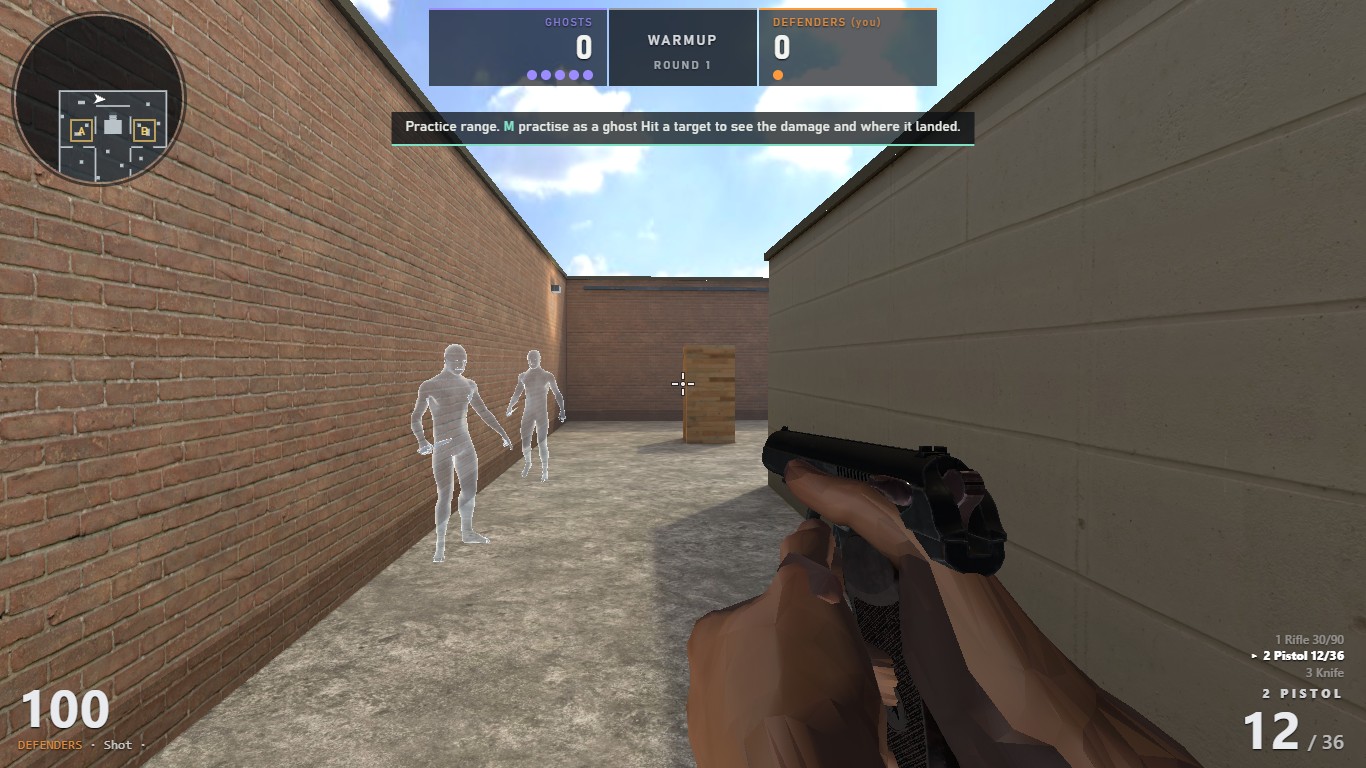 GHOSTS
0
WARMUP
ROUND 1
DEFENDERS (you)
0
A
B
Practice range. M practise as a ghost Hit a target to see the damage and where it landed.
1 Rifle 30/90
▸ 2 Pistol 12/36
3 Knife
2 PISTOL
12 / 36
100
DEFENDERS · Shot ·